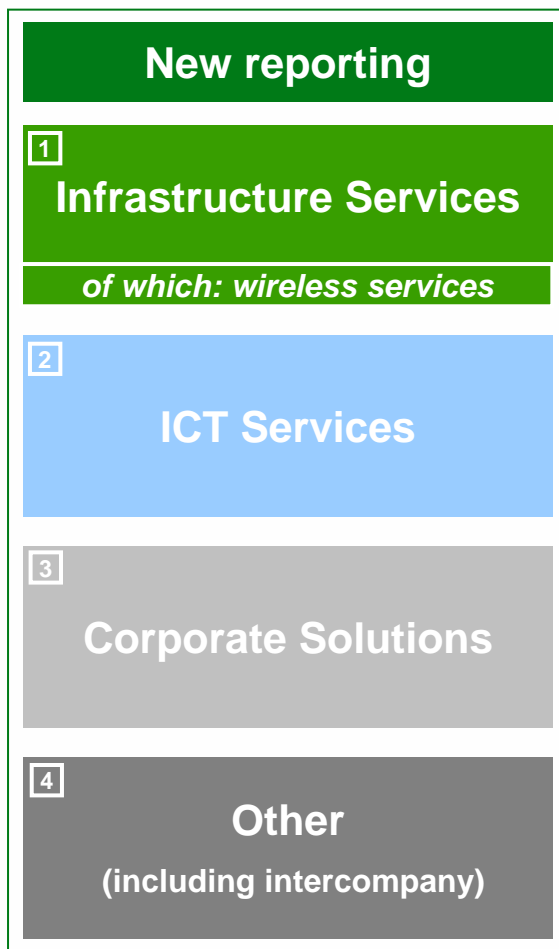 New reporting
1
Infrastructure Services
of which: wireless services
2
ICT Services
3
Corporate Solutions
4
Other
(including intercompany)